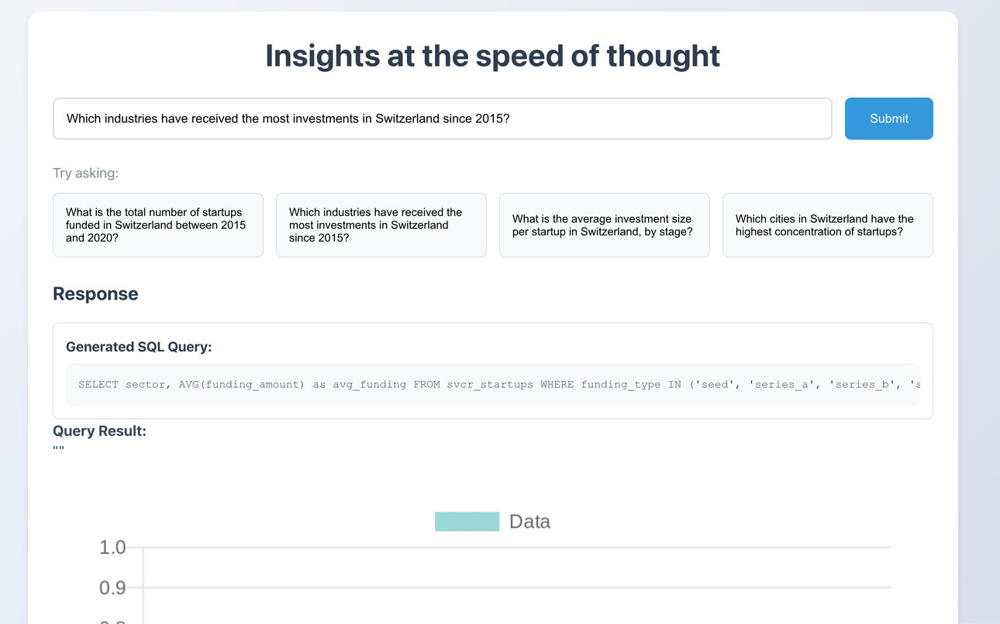 Insights at the speed of thought
Which industries have received the most investments in Switzerland since 2015?
Submit
Try asking:
What is the total number of startups
funded in Switzerland between 2015
and 2020?
Which industries have received the
most investments in Switzerland
since 2015?
What is the average investment size
per startup in Switzerland, by stage?
Which cities in Switzerland have the
highest concentration of startups?
Response
Generated SQL Query:
SELECT sector, AVG(funding_amount) as avg_funding FROM svcr_startups WHERE funding_type IN ('seed', 'series_a', 'series_b', 's
Query Result:
""
Data
1.0
0.9